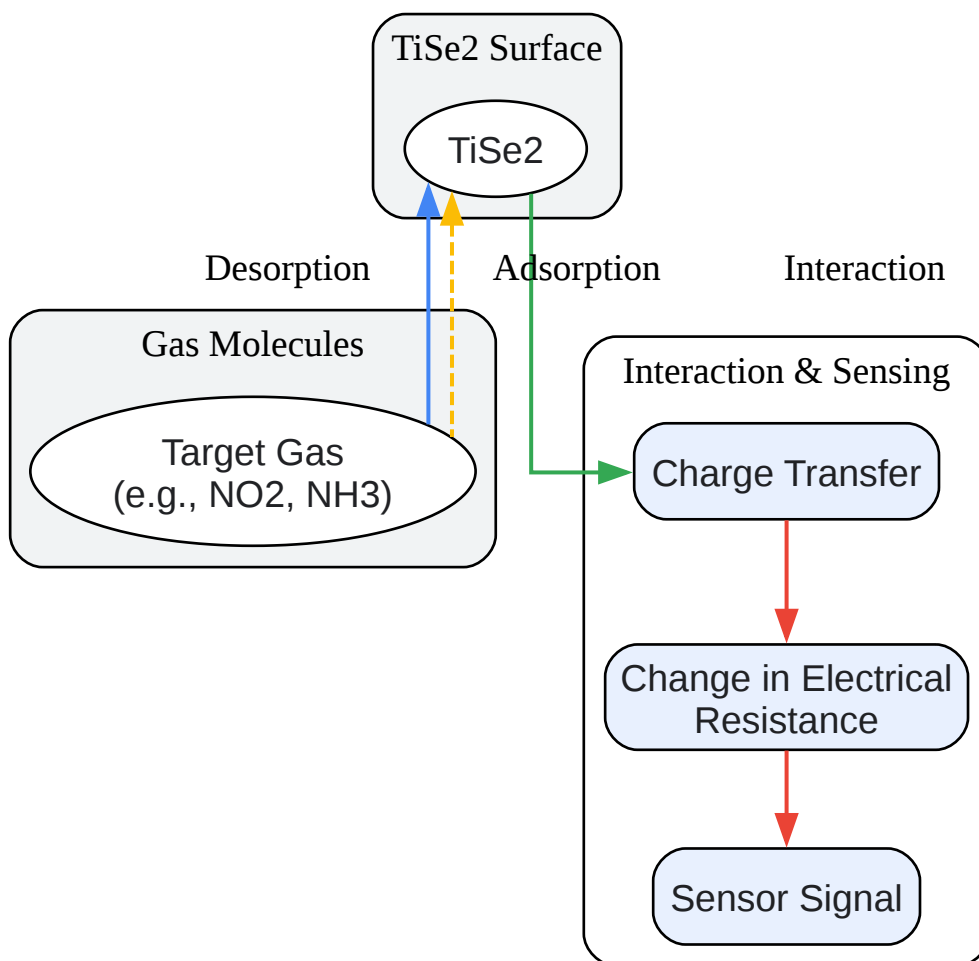 TiSe2 Surface
TiSe2
Desorption
Adsorption
Interaction
Gas Molecules
Target Gas
(e.g., NO2, NH3)
Interaction & Sensing
Charge Transfer
Change in Electrical
Resistance
Sensor Signal